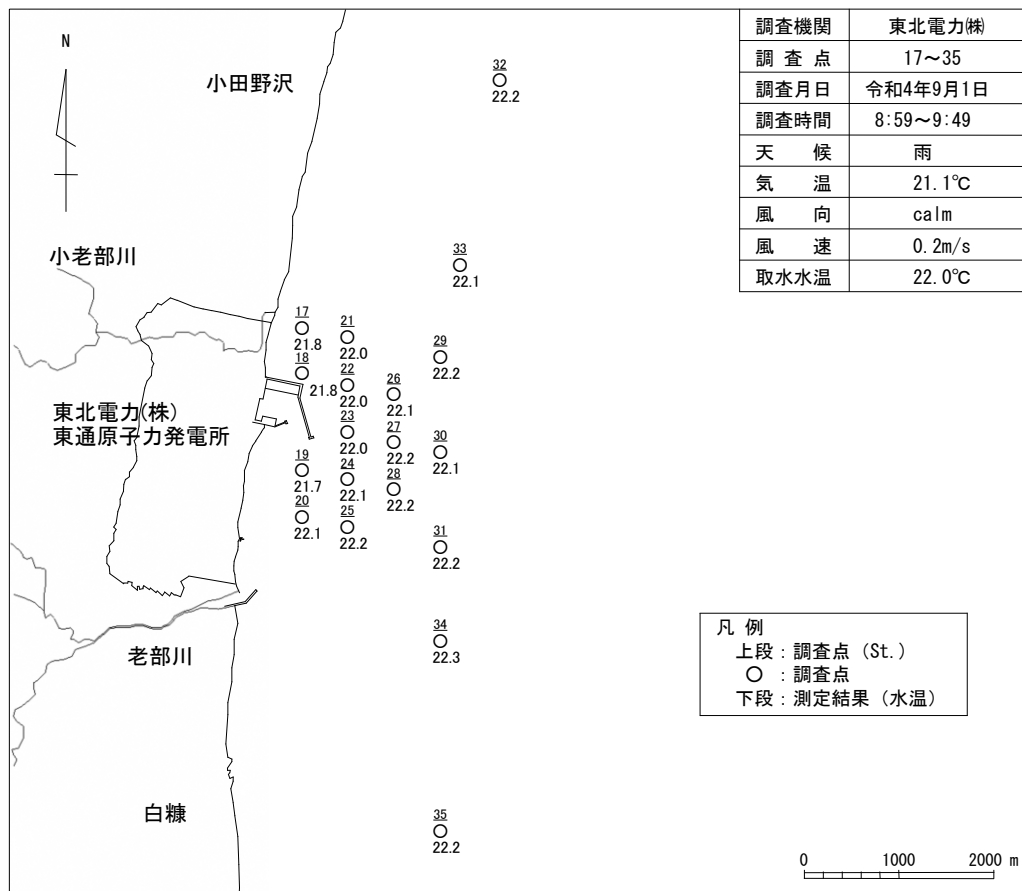 調査機関 東北電力㈱
調査点 17～35
調査月日 令和4年9月1日
調査時間 8:59～9:49
天候 雨
気温 21.1℃
風向 calm
風速 0.2m/s
取水水温 22.0℃
N
小田野沢
32
22.2
小老部川
33
22.1
17
21.8
21
22.0
29
22.2
18
21.8
22
22.0
26
22.1
東北電力(株)
東通原子力発電所
23
22.0
27
22.2
30
22.1
19
21.7
24
22.1
28
22.2
20
22.1
25
22.2
31
22.2
老部川
34
22.3
凡 例
上段：調査点（St.）
○ ：調査点
下段：測定結果（水温）
白糠
35
22.2
0 1000 2000 m